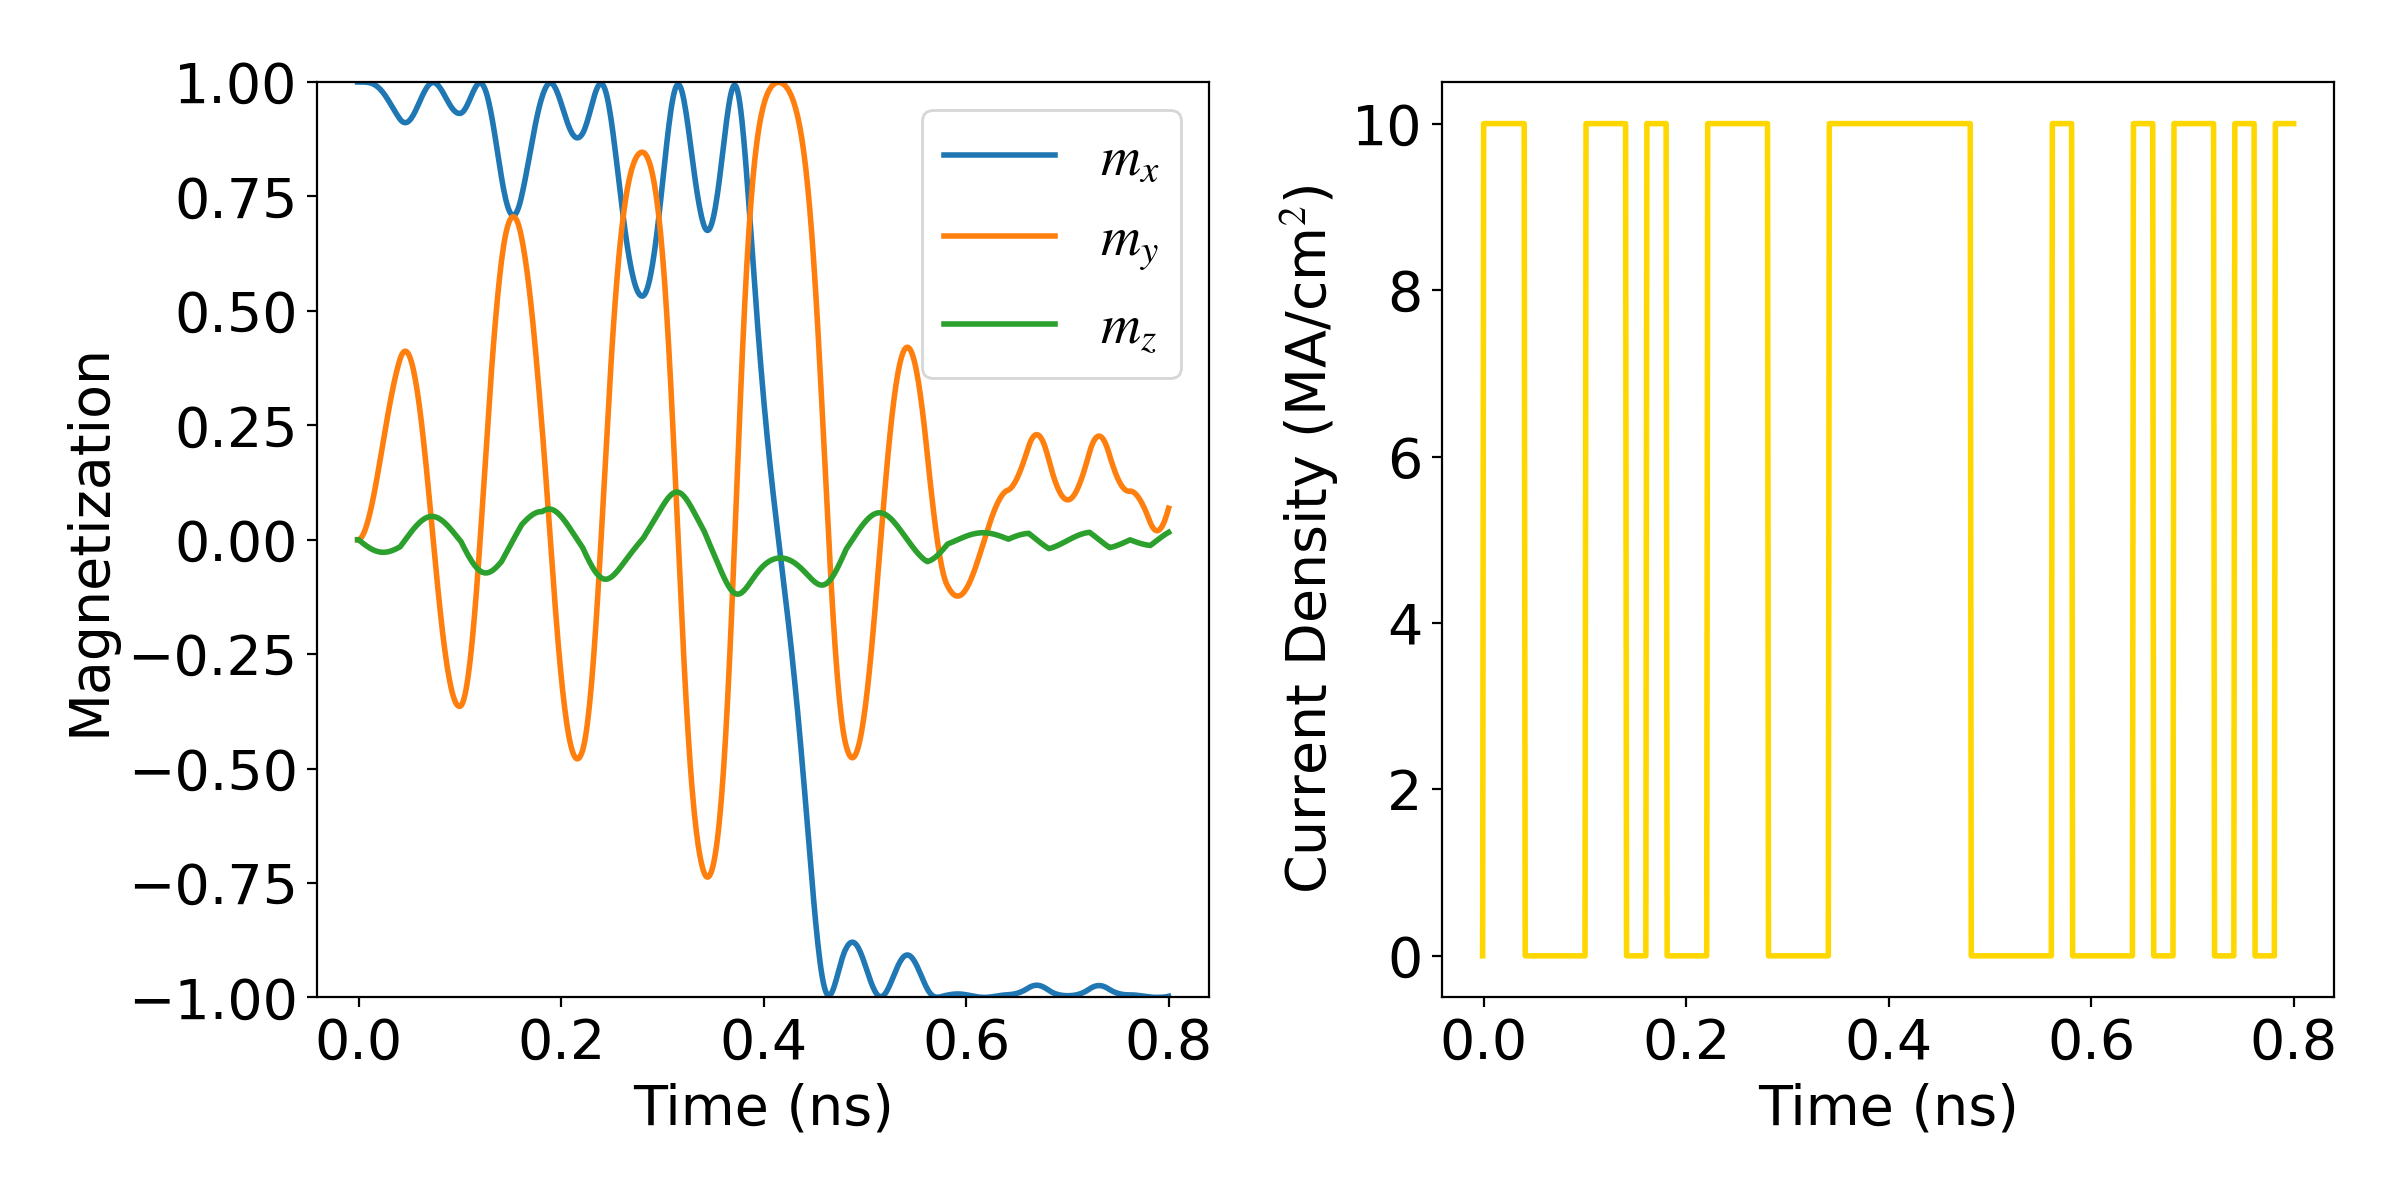 1.00
0.75
0.50
0.25
0.00
−0.25
−0.50
−0.75
−1.00
Magnetization
0.0 0.2 0.4 0.6 0.8
Time (ns)
m_x
m_y
m_z
10
8
6
4
2
0
Current Density (MA/cm²)
0.0 0.2 0.4 0.6 0.8
Time (ns)